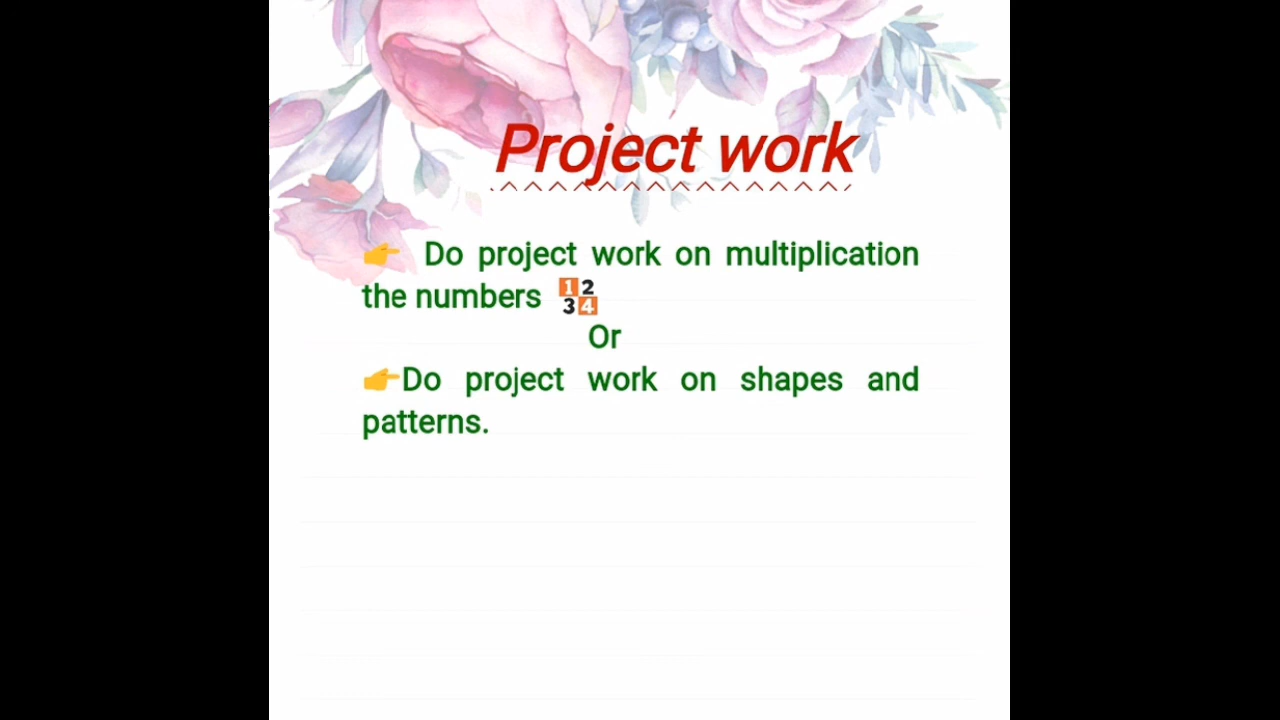 Project work
👉 Do project work on multiplication
the numbers 🔢
Or
👉Do project work on shapes and
patterns.